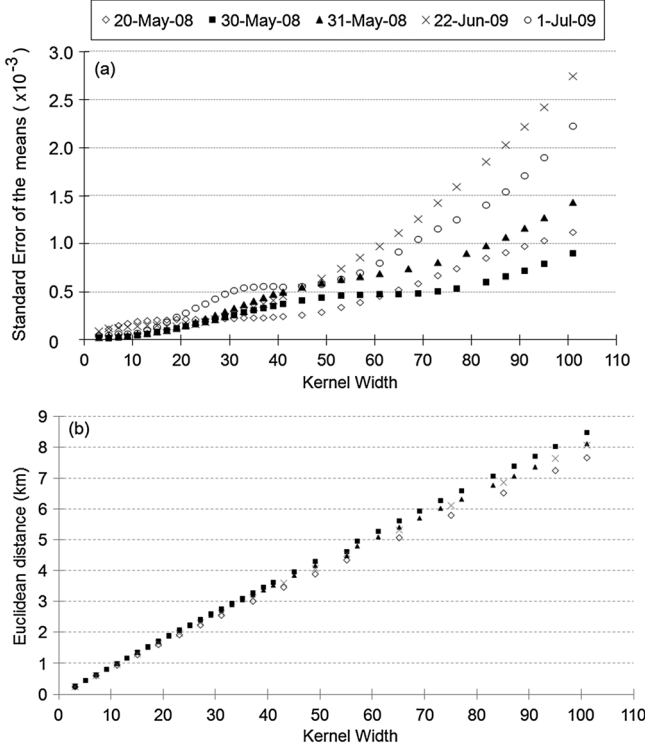 20-May-08 30-May-08 31-May-08 22-Jun-09 1-Jul-09
(a)
Standard Error of the means ( x10⁻³ )
3.0
2.5
2.0
1.5
1.0
0.5
0
0 10 20 30 40 50 60 70 80 90 100 110
Kernel Width
(b)
Euclidean distance (km)
9
8
7
6
5
4
3
2
1
0
0 10 20 30 40 50 60 70 80 90 100 110
Kernel Width